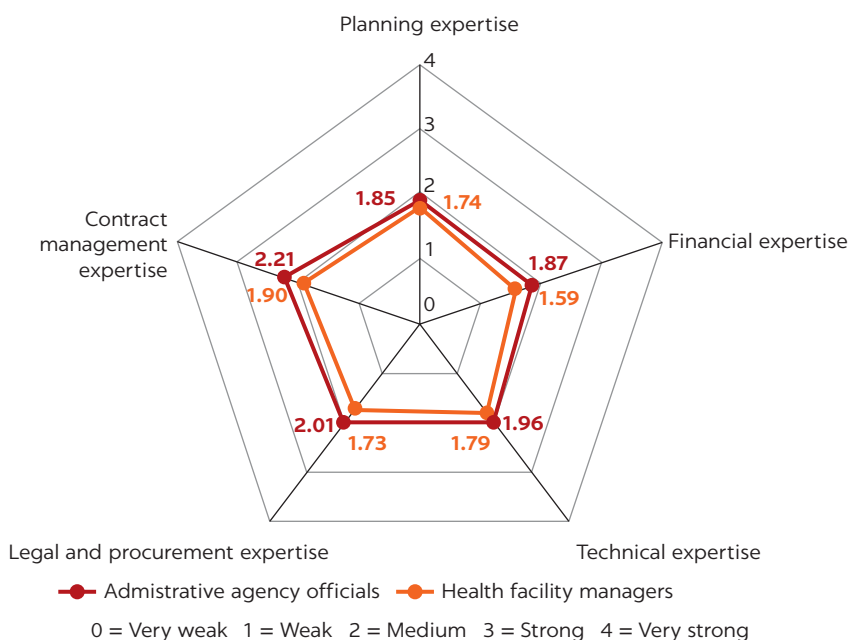 Planning expertise
4
3
2
1.85 1.74
Contract
management
expertise
Financial expertise
1
2.21
1.87
1.90
1.59
0
2.01
1.96
1.73
1.79
Legal and procurement expertise
Technical expertise
Admistrative agency officials Health facility managers
0 = Very weak 1 = Weak 2 = Medium 3 = Strong 4 = Very strong